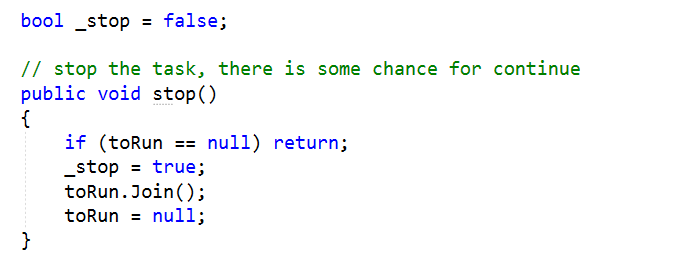 bool _stop = false;
// stop the task, there is some chance for continue
public void stop()
{
if (toRun == null) return;
_stop = true;
toRun.Join();
toRun = null;
}